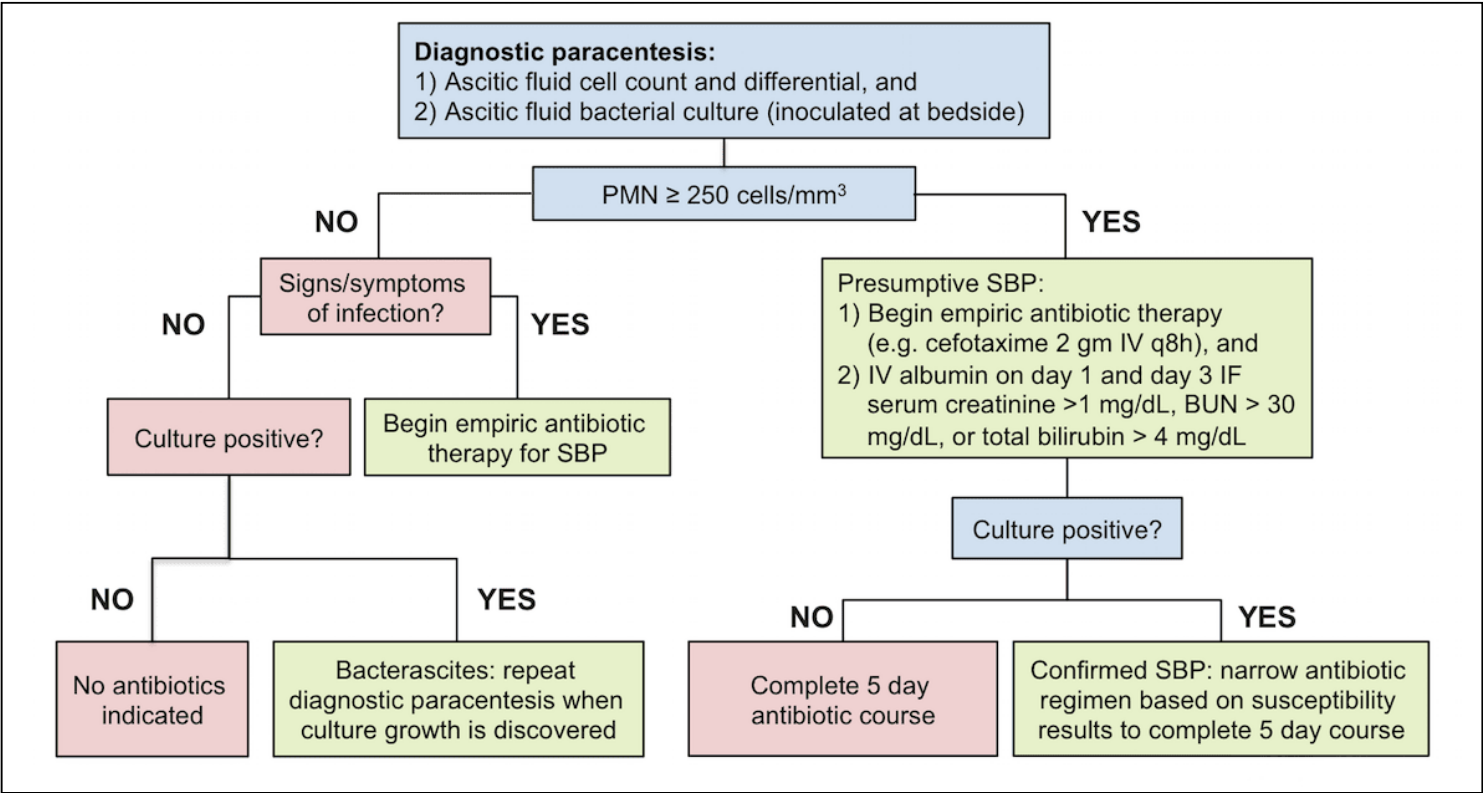 Diagnostic paracentesis:
1) Ascitic fluid cell count and differential, and
2) Ascitic fluid bacterial culture (inoculated at bedside)
PMN ≥ 250 cells/mm³
NO
YES
Signs/symptoms
of infection?
NO
YES
Presumptive SBP:
1) Begin empiric antibiotic therapy
(e.g. cefotaxime 2 gm IV q8h), and
2) IV albumin on day 1 and day 3 IF
serum creatinine >1 mg/dL, BUN > 30
mg/dL, or total bilirubin > 4 mg/dL
Culture positive?
Begin empiric antibiotic
therapy for SBP
Culture positive?
NO
YES
NO
YES
No antibiotics
indicated
Bacterascites: repeat
diagnostic paracentesis when
culture growth is discovered
Complete 5 day
antibiotic course
Confirmed SBP: narrow antibiotic
regimen based on susceptibility
results to complete 5 day course